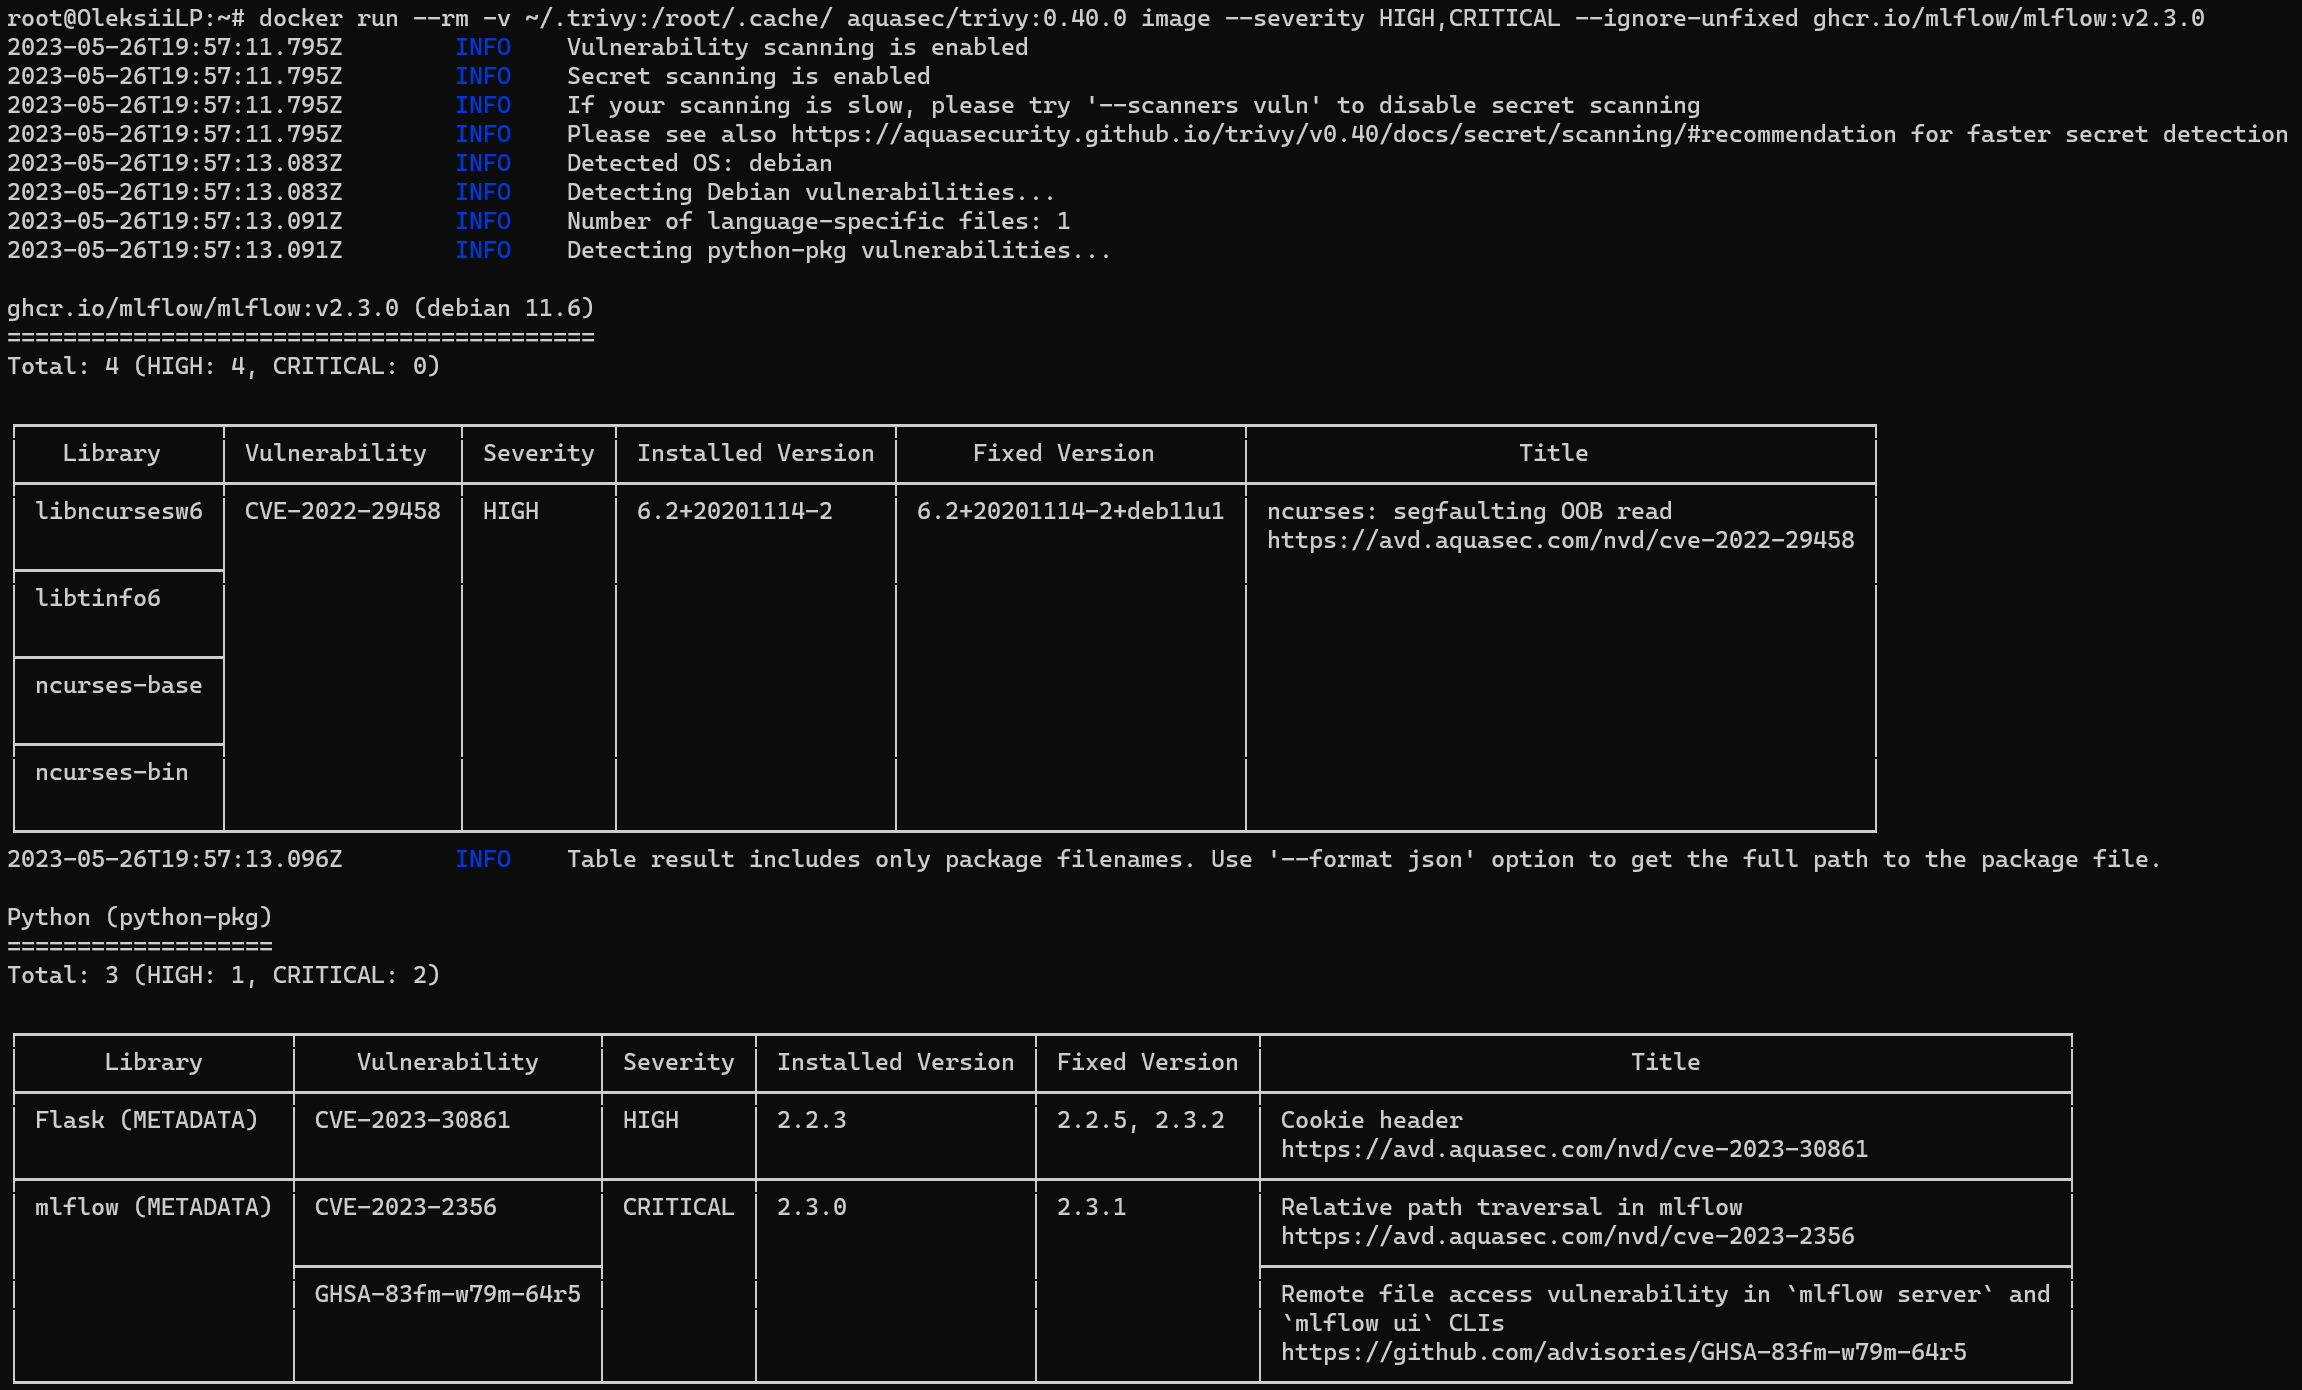 root@OleksiiLP:~# docker run --rm -v ~/.trivy:/root/.cache/ aquasec/trivy:0.40.0 image --severity HIGH,CRITICAL --ignore-unfixed ghcr.io/mlflow/mlflow:v2.3.0
2023-05-26T19:57:11.795Z INFO Vulnerability scanning is enabled
2023-05-26T19:57:11.795Z INFO Secret scanning is enabled
2023-05-26T19:57:11.795Z INFO If your scanning is slow, please try '--scanners vuln' to disable secret scanning
2023-05-26T19:57:11.795Z INFO Please see also https://aquasecurity.github.io/trivy/v0.40/docs/secret/scanning/#recommendation for faster secret detection
2023-05-26T19:57:13.083Z INFO Detected OS: debian
2023-05-26T19:57:13.083Z INFO Detecting Debian vulnerabilities...
2023-05-26T19:57:13.091Z INFO Number of language-specific files: 1
2023-05-26T19:57:13.091Z INFO Detecting python-pkg vulnerabilities...
ghcr.io/mlflow/mlflow:v2.3.0 (debian 11.6)
==========================================
Total: 4 (HIGH: 4, CRITICAL: 0)
Library Vulnerability Severity Installed Version Fixed Version Title
libncursesw6 CVE-2022-29458 HIGH 6.2+20201114-2 6.2+20201114-2+deb11u1 ncurses: segfaulting OOB read
https://avd.aquasec.com/nvd/cve-2022-29458
libtinfo6
ncurses-base
ncurses-bin
2023-05-26T19:57:13.096Z INFO Table result includes only package filenames. Use '--format json' option to get the full path to the package file.
Python (python-pkg)
===================
Total: 3 (HIGH: 1, CRITICAL: 2)
Library Vulnerability Severity Installed Version Fixed Version Title
Flask (METADATA) CVE-2023-30861 HIGH 2.2.3 2.2.5, 2.3.2 Cookie header
https://avd.aquasec.com/nvd/cve-2023-30861
mlflow (METADATA) CVE-2023-2356 CRITICAL 2.3.0 2.3.1 Relative path traversal in mlflow
https://avd.aquasec.com/nvd/cve-2023-2356
GHSA-83fm-w79m-64r5 Remote file access vulnerability in `mlflow server` and
`mlflow ui` CLIs
https://github.com/advisories/GHSA-83fm-w79m-64r5